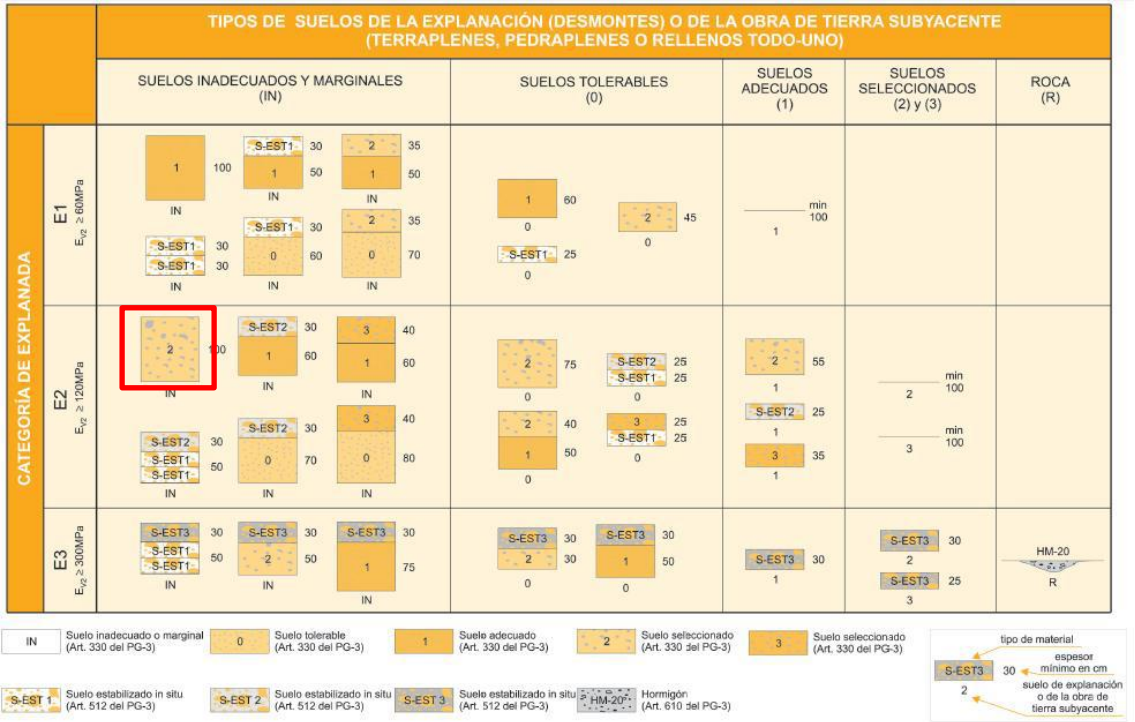 TIPOS DE SUELOS DE LA EXPLANACIÓN (DESMONTES) O DE LA OBRA DE TIERRA SUBYACENTE
(TERRAPLENES, PEDRAPLENES O RELLENOS TODO-UNO)
SUELOS INADECUADOS Y MARGINALES
(IN)
SUELOS TOLERABLES
(0)
SUELOS
ADECUADOS
(1)
SUELOS
SELECCIONADOS
(2) y (3)
ROCA
(R)
CATEGORÍA DE EXPLANADA
E1
EV2 ≥ 60MPa
1 100
IN
S-EST1 30
1 50
IN
2 35
1 50
IN
S-EST1 30
S-EST1 30
IN
S-EST1 30
0 60
IN
2 35
0 70
IN
1 60
0
2 45
0
S-EST1 25
0
min
100
1
E2
EV2 ≥ 120MPa
2 100
IN
S-EST2 30
1 60
IN
3 40
1 60
IN
S-EST2 30
S-EST1 50
S-EST1
IN
S-EST2 30
0 70
IN
3 40
0 80
IN
2 75
0
S-EST2 25
S-EST1 25
0
2 40
1 50
0
3 25
S-EST1 25
0
2 55
1
S-EST2 25
1
3 35
1
min
100
2
min
100
3
E3
EV2 ≥ 300MPa
S-EST3 30
S-EST1 50
S-EST1
IN
S-EST3 30
2 50
IN
S-EST3 30
1 75
IN
S-EST3 30
2 30
0
S-EST3 30
1 50
0
S-EST3 30
1
S-EST3 30
2
S-EST3 25
3
HM-20
R
IN Suelo inadecuado o marginal
(Art. 330 del PG-3)
0 Suelo tolerable
(Art. 330 del PG-3)
1 Suelo adecuado
(Art. 330 del PG-3)
2 Suelo seleccionado
(Art. 330 del PG-3)
3 Suelo seleccionado
(Art. 330 del PG-3)
S-EST 1 Suelo estabilizado in situ
(Art. 512 del PG-3)
S-EST 2 Suelo estabilizado in situ
(Art. 512 del PG-3)
S-EST 3 Suelo estabilizado in situ
(Art. 512 del PG-3)
HM-20 Hormigón
(Art. 610 del PG-3)
tipo de material
S-EST3 30
espesor
mínimo en cm
2
suelo de explanación
o de la obra de
tierra subyacente